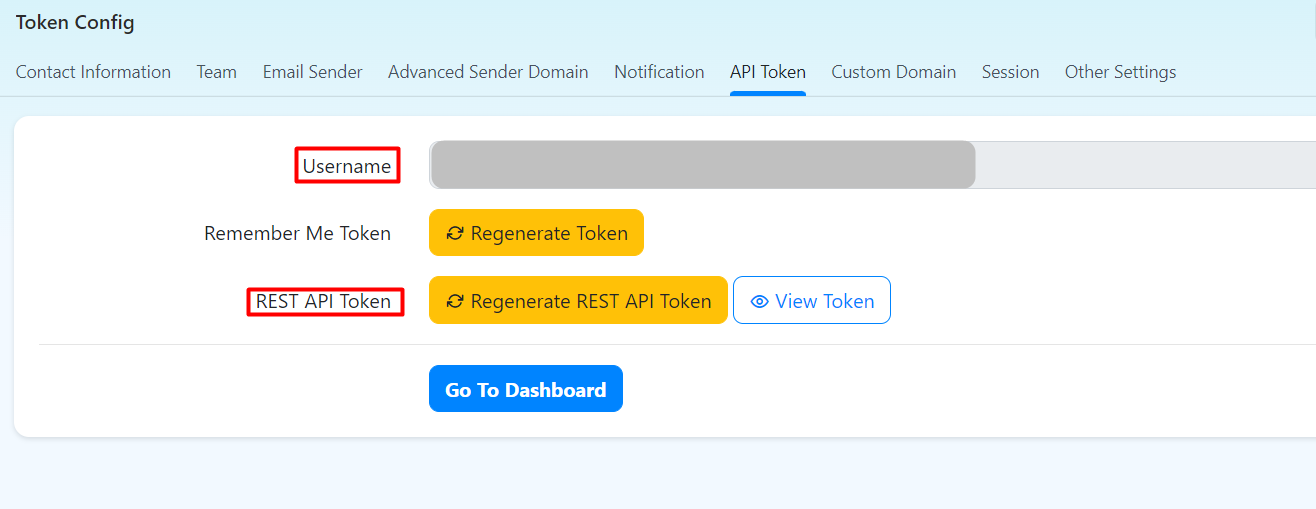 Token Config
Contact Information Team Email Sender Advanced Sender Domain Notification API Token Custom Domain Session Other Settings
Username
Remember Me Token Regenerate Token
REST API Token Regenerate REST API Token View Token
Go To Dashboard